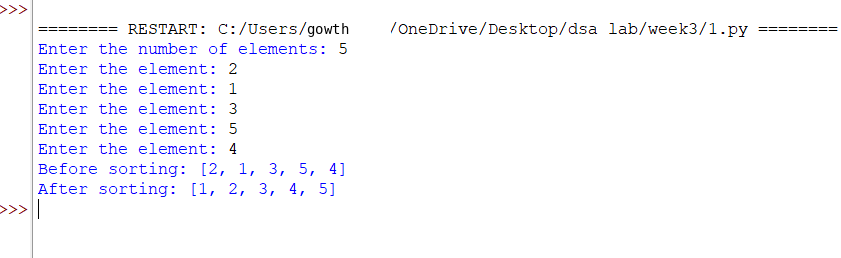 >>>
======== RESTART: C:/Users/gowth    /OneDrive/Desktop/dsa lab/week3/1.py ========
Enter the number of elements: 5
Enter the element: 2
Enter the element: 1
Enter the element: 3
Enter the element: 5
Enter the element: 4
Before sorting: [2, 1, 3, 5, 4]
After sorting: [1, 2, 3, 4, 5]
>>>